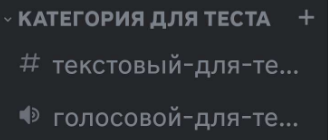 КАТЕГОРИЯ ДЛЯ ТЕСТА +
# текстовый-для-те...
голосовой-для-те...